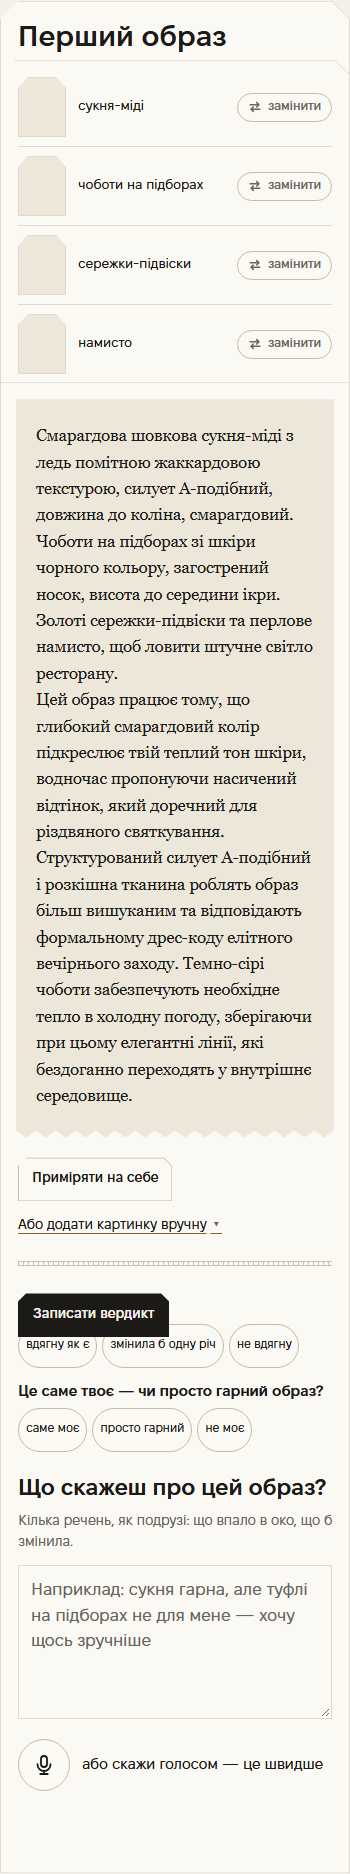 Перший образ
сукня-міді
замінити
чоботи на підборах
замінити
сережки-підвіски
замінити
намисто
замінити
Смарагдова шовкова сукня-міді з
ледь помітною жаккардовою
текстурою, силует А-подібний,
довжина до коліна, смарагдовий.
Чоботи на підборах зі шкіри
чорного кольору, загострений
носок, висота до середини ікри.
Золоті сережки-підвіски та перлове
намисто, щоб ловити штучне світло
ресторану.
Цей образ працює тому, що
глибокий смарагдовий колір
підкреслює твій теплий тон шкіри,
водночас пропонуючи насичений
відтінок, який доречний для
різдвяного святкування.
Структурований силует А-подібний
і розкішна тканина роблять образ
більш вишуканим та відповідають
формальному дрес-коду елітного
вечірнього заходу. Темно-сірі
чоботи забезпечують необхідне
тепло в холодну погоду, зберігаючи
при цьому елегантні лінії, які
бездоганно переходять у внутрішнє
середовище.
Приміряти на себе
Або додати картинку вручну
Записати вердикт
вдягну як є
змінила б одну річ
не вдягну
Це саме твоє — чи просто гарний образ?
саме моє
просто гарний
не моє
Що скажеш про цей образ?
Кілька речень, як подрузі: що впало в око, що б
змінила.
Наприклад: сукня гарна, але туфлі
на підборах не для мене — хочу
щось зручніше
або скажи голосом — це швидше